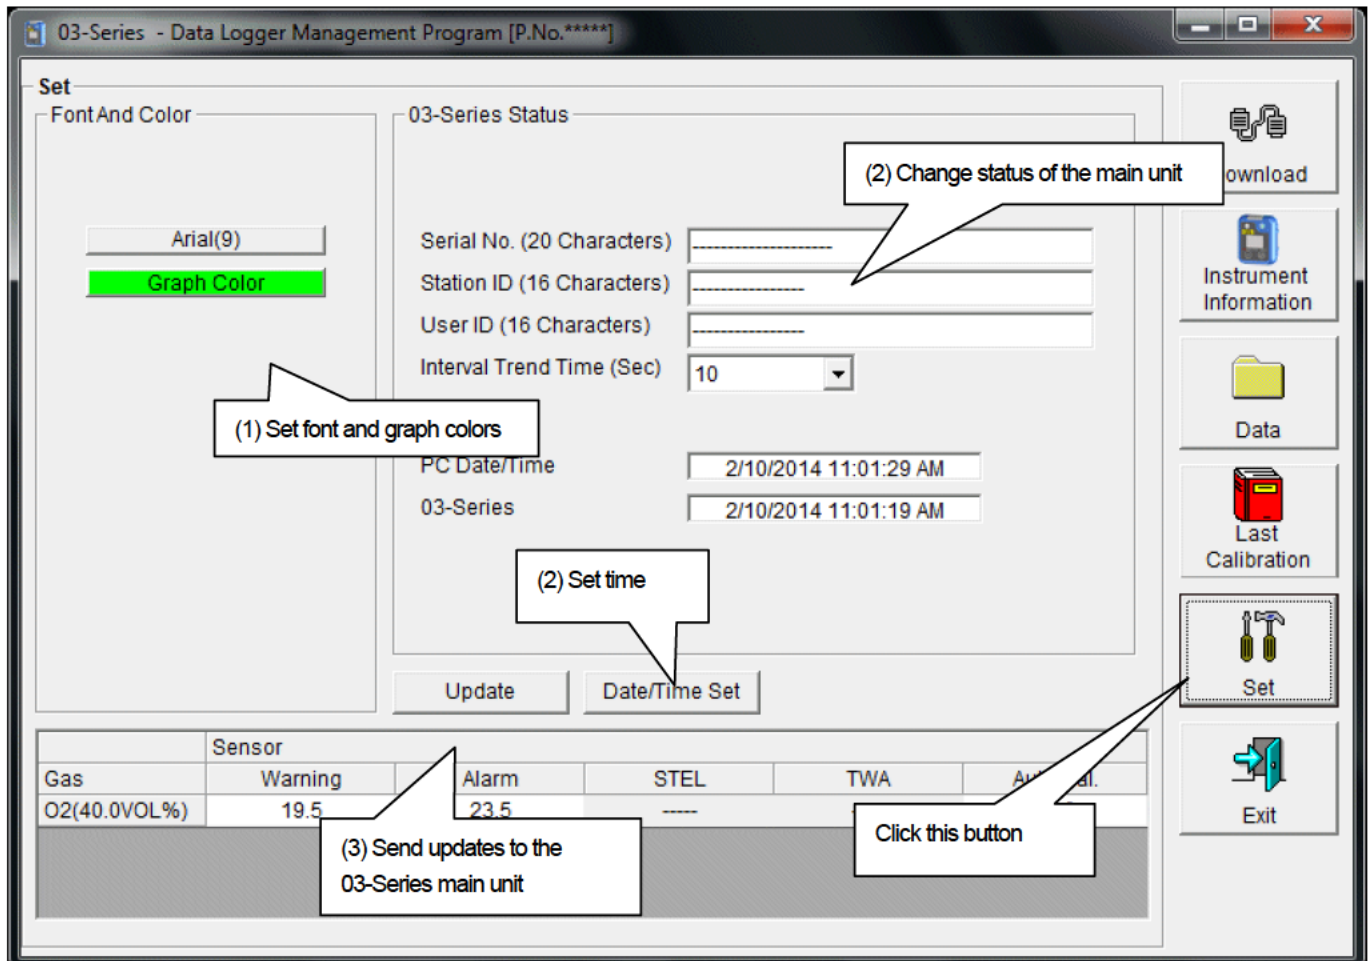 03-Series - Data Logger Management Program [P.No.*****]
Set
Font And Color
03-Series Status
(2) Change status of the main unit
ownload
Arial(9)
Graph Color
Serial No. (20 Characters)
--------------------
Station ID (16 Characters)
----------------
User ID (16 Characters)
----------------
Interval Trend Time (Sec)
10
Instrument
Information
(1) Set font and graph colors
Data
PC Date/Time
2/10/2014 11:01:29 AM
03-Series
2/10/2014 11:01:19 AM
Last
Calibration
(2) Set time
Update
Date/Time Set
Set
Sensor
Gas Warning Alarm STEL TWA
O2(40.0VOL%) 19.5 23.5 -----
Exit
(3) Send updates to the
03-Series main unit
Click this button